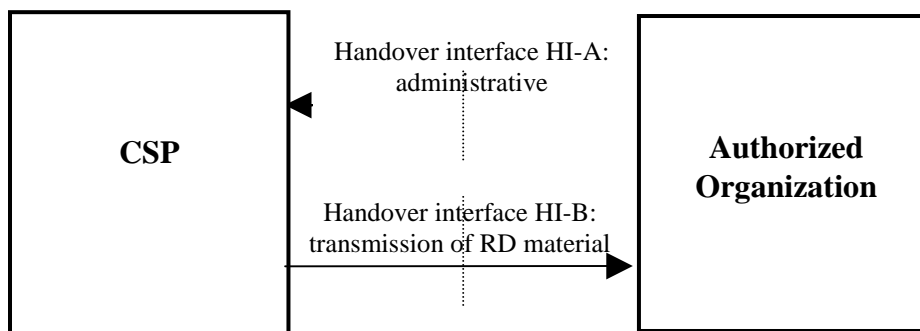 Handover interface HI-A:
administrative
CSP
Authorized
Organization
Handover interface HI-B:
transmission of RD material